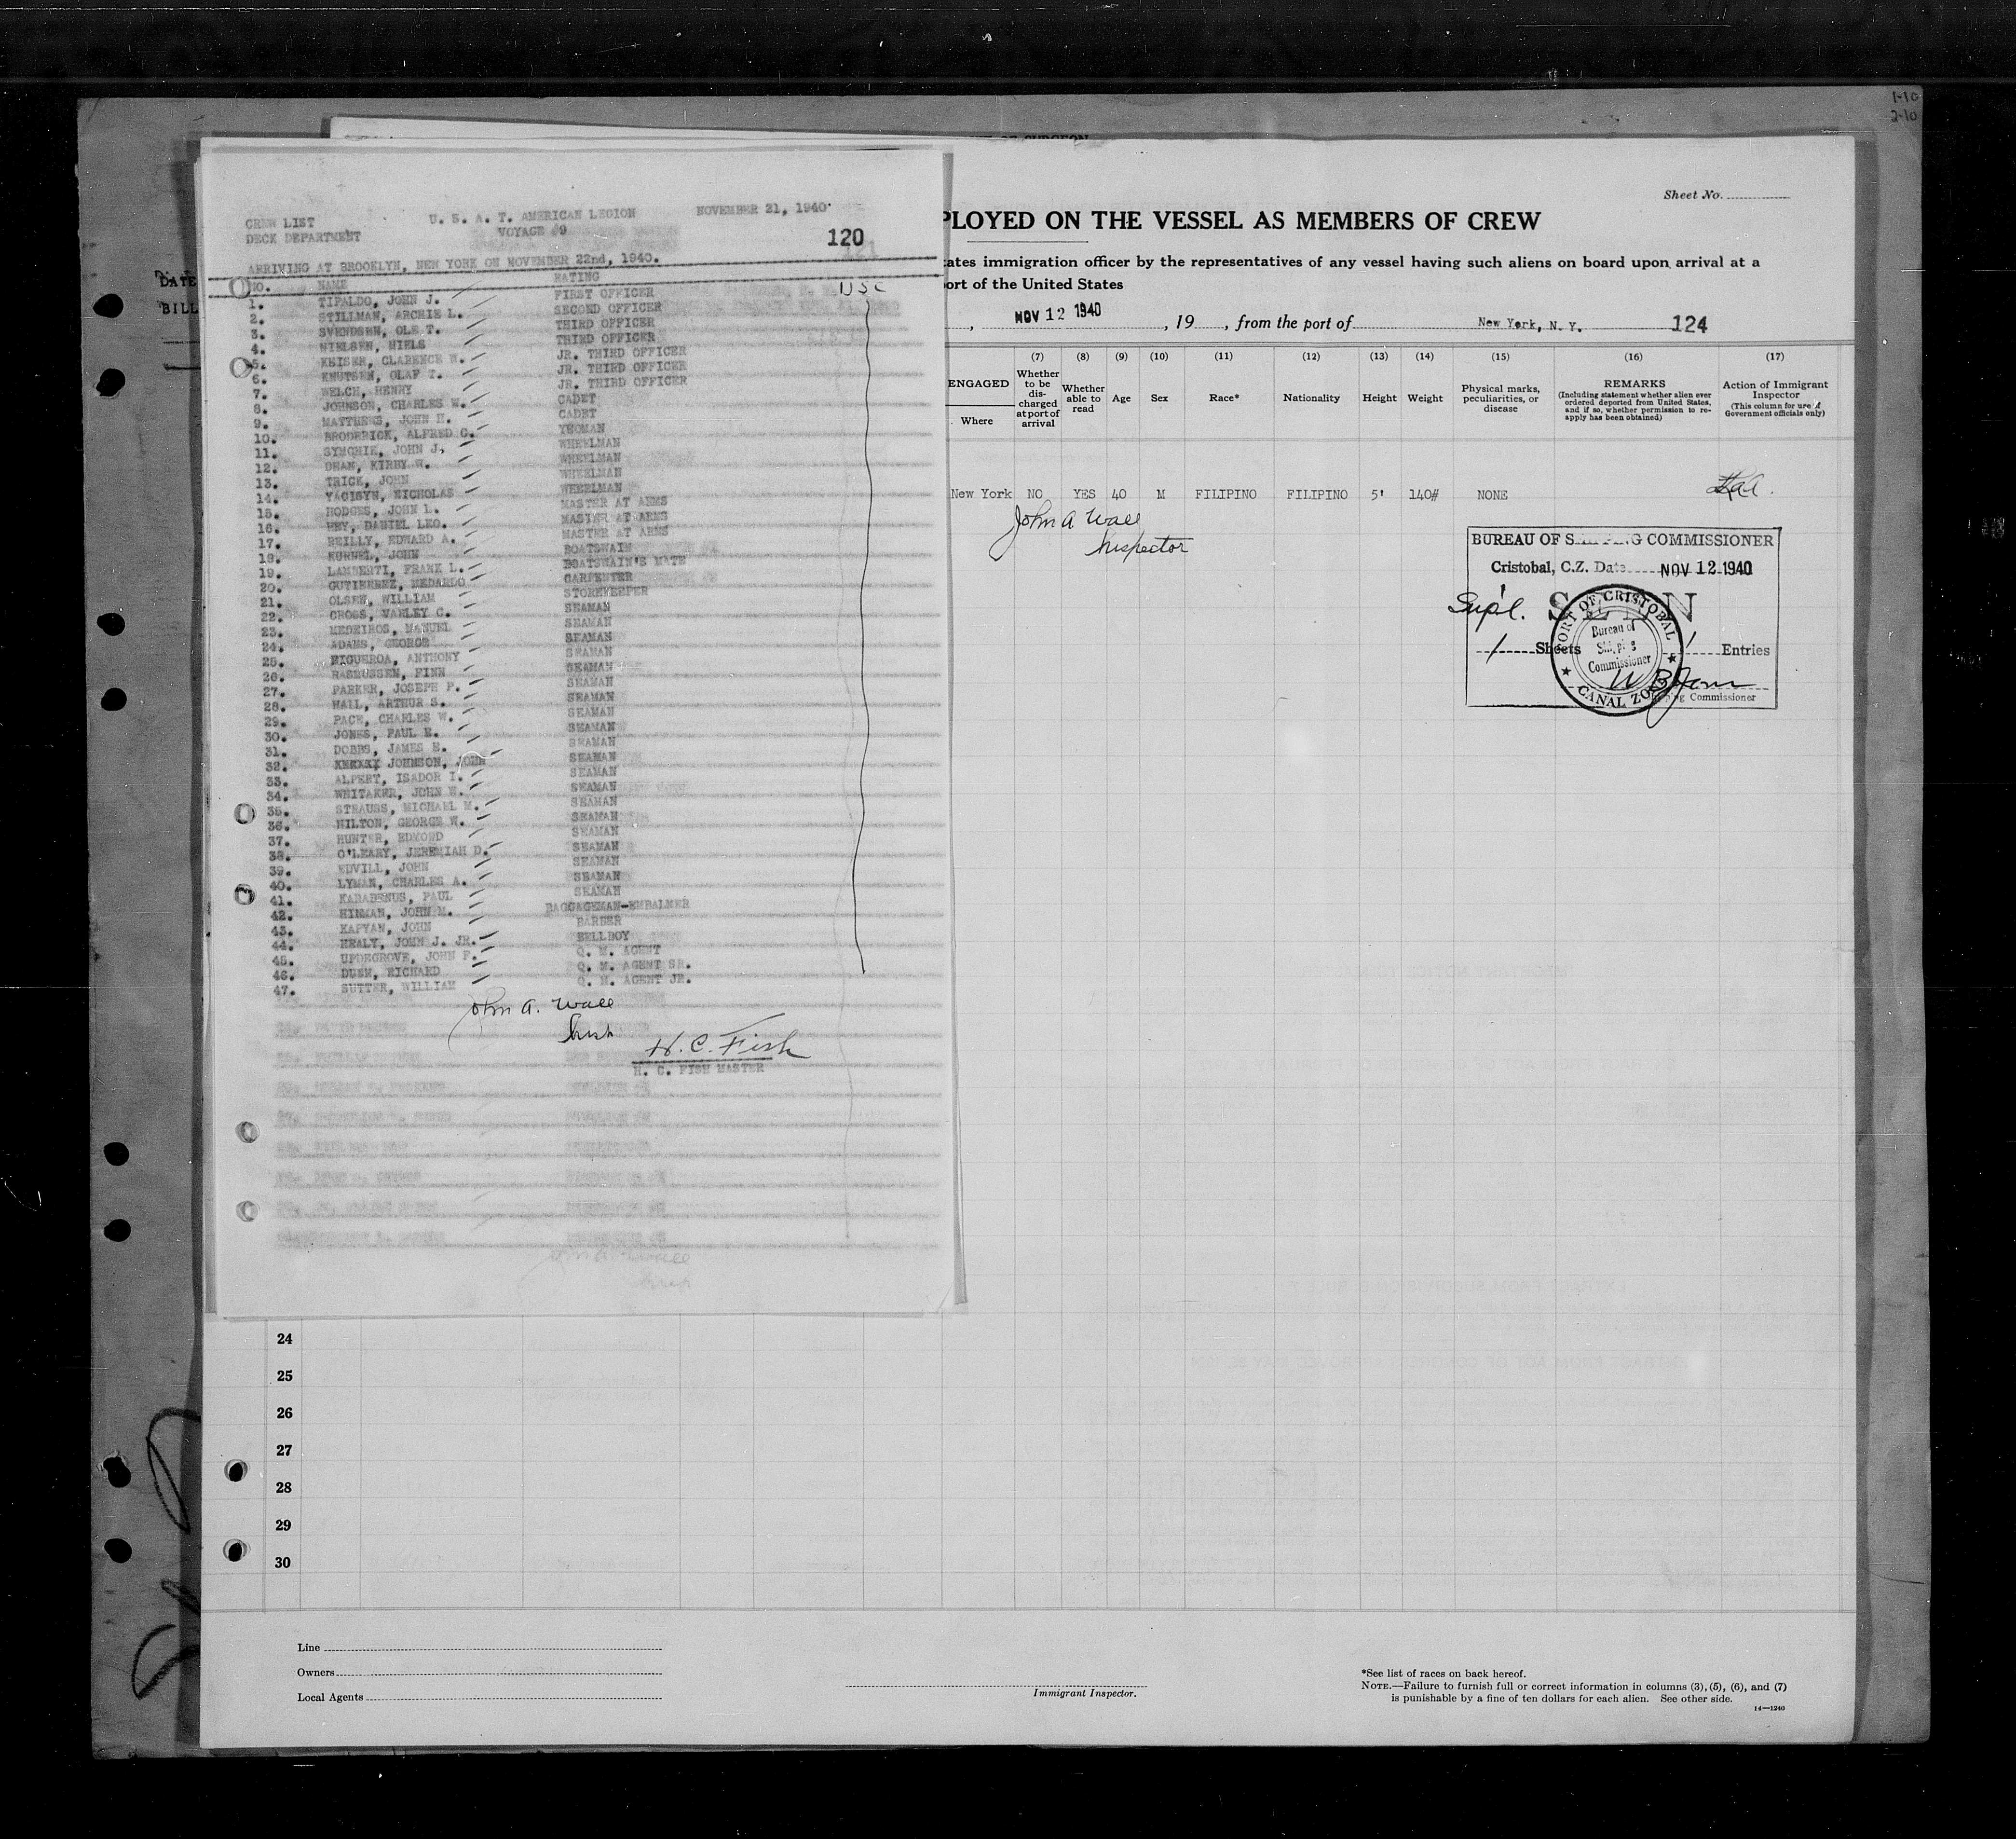 1-10
2-10
CREW LIST U. S. A. T. AMERICAN LEGION NOVEMBER 21, 1940
DECK DEPARTMENT VOYAGE #9 120
ARRIVING AT BROOKLYN, NEW YORK ON NOVEMBER 22nd, 1940.
NO. NAME RATING USC
1. TIPALDO, JOHN J. FIRST OFFICER
2. STILLMAN, ARCHIE L. SECOND OFFICER
3. SVENDSEN, OLE T. THIRD OFFICER
4. NIELSEN, NIELS THIRD OFFICER
5. KEISER, CLARENCE W. JR. THIRD OFFICER
6. KNUTSEN, OLAF T. JR. THIRD OFFICER
7. WELCH, HENRY JR. THIRD OFFICER
8. JOHNSON, CHARLES W. CADET
9. MATTHEWS, JOHN H. CADET
10. BRODERICK, ALFRED C. YEOMAN
11. SYMCHIK, JOHN J. WHEELMAN
12. DEAN, KIRBY W. WHEELMAN
13. TRICK, JOHN WHEELMAN
14. YACISYN, NICHOLAS WHEELMAN
15. HODGES, JOHN L. MASTER AT ARMS
16. HEY, DANIEL LEO. MASTER AT ARMS
17. REILLY, EDWARD A. MASTER AT ARMS
18. KURNEL, JOHN BOATSWAIN
19. LAMBERTI, FRANK L. BOATSWAIN'S MATE
20. GUTIERREZ, MEDARDO CARPENTER
21. OLSEN, WILLIAM STOREKEEPER
22. CROSS, VARLEY C. SEAMAN
23. MEDEIROS, MANUEL SEAMAN
24. ADAMS, GEORGE SEAMAN
25. FIGUEROA, ANTHONY SEAMAN
26. RASMUSSEN, FINN SEAMAN
27. PARKER, JOSEPH P. SEAMAN
28. HALL, ARTHUR S. SEAMAN
29. PACE, CHARLES W. SEAMAN
30. JONES, PAUL E. SEAMAN
31. DOBBS, JAMES E. SEAMAN
32. JOHNSON, JOHN SEAMAN
33. ALPERT, ISADOR I. SEAMAN
34. WHITAKER, JOHN W. SEAMAN
35. STRAUSS, MICHAEL M. SEAMAN
36. HILTON, GEORGE W. SEAMAN
37. HUNTER, EDMOND SEAMAN
38. O'LEARY, JEREMIAH D. SEAMAN
39. EDVILL, JOHN SEAMAN
40. LYMAN, CHARLES A. SEAMAN
41. KARABENUS, PAUL SEAMAN
42. HINMAN, JOHN M. BAGGAGEMAN-EMBALMER
43. KAPYAN, JOHN BARBER
44. HEALY, JOHN J. JR. BELLBOY
45. UPDEGROVE, JOHN F. Q. M. AGENT
46. DUEM, RICHARD Q. M. AGENT SR.
47. SUTTER, WILLIAM Q. M. AGENT JR.
John A. Wall
Insp
H. C. Fish
H. C. FISH MASTER
DATE
BILL
Sheet No.
PLOYED ON THE VESSEL AS MEMBERS OF CREW
tates immigration officer by the representatives of any vessel having such aliens on board upon arrival at a
port of the United States
, NOV 12 1940, 19 , from the port of New York, N. Y. 124
ENGAGED
Where
(7) Whether to be discharged at port of arrival
(8) Whether able to read
(9) Age
(10) Sex
(11) Race*
(12) Nationality
(13) Height
(14) Weight
(15) Physical marks, peculiarities, or disease
(16) REMARKS (Including statement whether alien ever ordered deported from United States, and if so, whether permission to reapply has been obtained)
(17) Action of Immigrant Inspector (This column for use of Government officials only)
New York NO YES 40 M FILIPINO FILIPINO 5' 140# NONE
John A Wall
Inspector
BUREAU OF SHIPPING COMMISSIONER
Cristobal, C.Z. Date NOV 12 1940
Sup'l. SEEN
1 Sheets 1 Entries
PORT OF CRISTOBAL
Bureau of
Shipping
Commissioner
CANAL ZONE
Shipping Commissioner
24
25
26
27
28
29
30
Line
Owners
Local Agents
Immigrant Inspector.
*See list of races on back hereof.
NOTE.—Failure to furnish full or correct information in columns (3), (5), (6), and (7)
is punishable by a fine of ten dollars for each alien. See other side.
14—1240